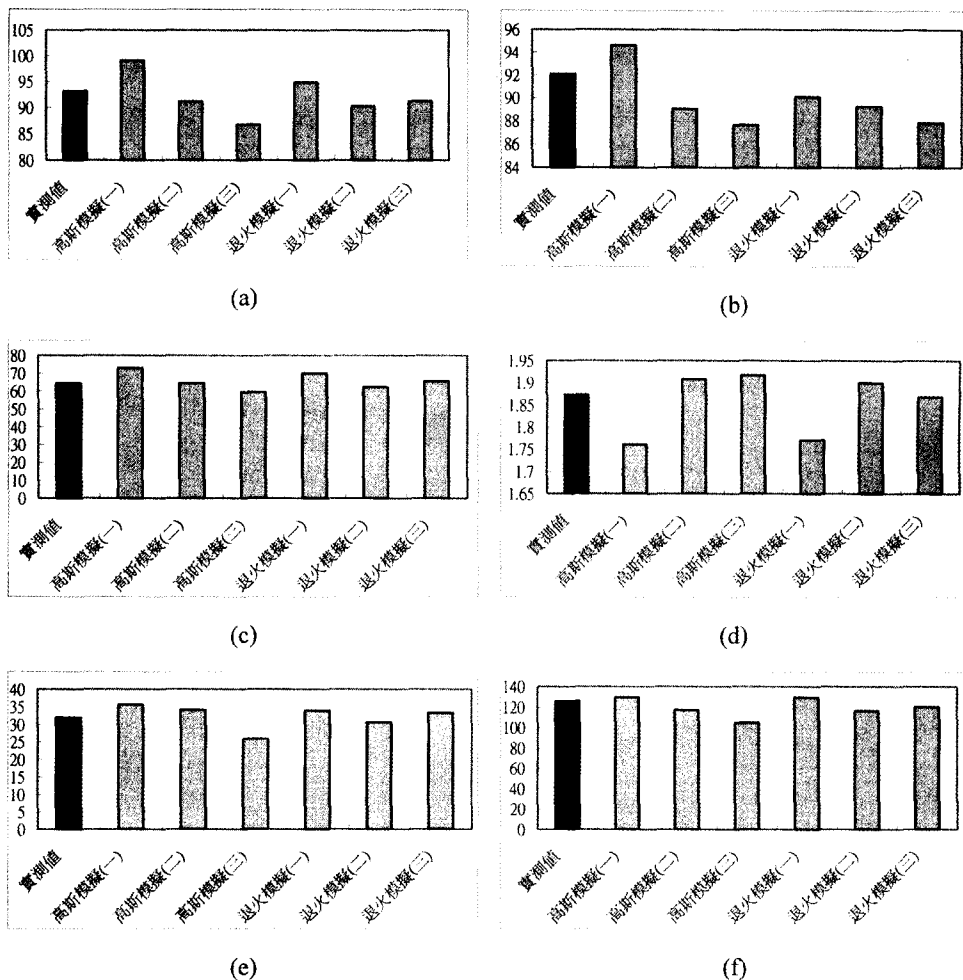 105
100
95
90
85
80
實測值
高斯模擬(一)
高斯模擬(二)
高斯模擬(三)
退火模擬(一)
退火模擬(二)
退火模擬(三)
(a)
96
94
92
90
88
86
84
實測值
高斯模擬(一)
高斯模擬(二)
高斯模擬(三)
退火模擬(一)
退火模擬(二)
退火模擬(三)
(b)
80
70
60
50
40
30
20
10
0
實測值
高斯模擬(一)
高斯模擬(二)
高斯模擬(三)
退火模擬(一)
退火模擬(二)
退火模擬(三)
(c)
1.95
1.9
1.85
1.8
1.75
1.7
1.65
實測值
高斯模擬(一)
高斯模擬(二)
高斯模擬(三)
退火模擬(一)
退火模擬(二)
退火模擬(三)
(d)
40
35
30
25
20
15
10
5
0
實測值
高斯模擬(一)
高斯模擬(二)
高斯模擬(三)
退火模擬(一)
退火模擬(二)
退火模擬(三)
(e)
140
120
100
80
60
40
20
0
實測值
高斯模擬(一)
高斯模擬(二)
高斯模擬(三)
退火模擬(一)
退火模擬(二)
退火模擬(三)
(f)